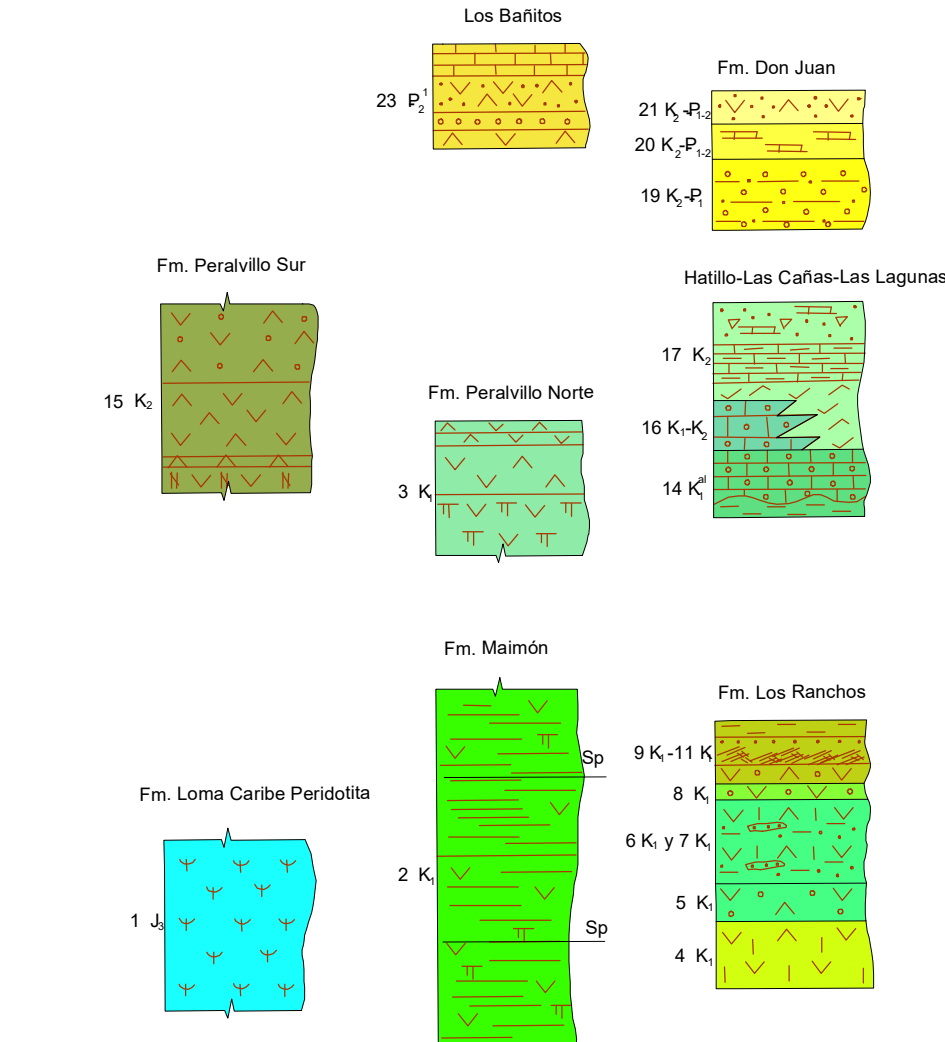 Los Bañitos
23 P₂¹
Fm. Don Juan
21 K₂-P₁₋₂
20 K₂-P₁₋₂
19 K₂-P₁
Fm. Peralvillo Sur
15 K₂
Hatillo-Las Cañas-Las Lagunas
17 K₂
16 K₁-K₂
14 K₁al
Fm. Peralvillo Norte
3 K₁
Fm. Maimón
Sp
2 K₁
Sp
Fm. Los Ranchos
9 K₁-11 K₁
8 K₁
6 K₁ y 7 K₁
5 K₁
4 K₁
Fm. Loma Caribe Peridotita
1 J₃